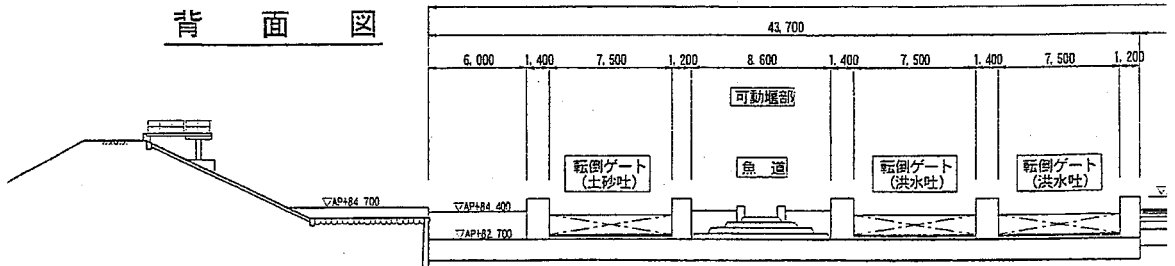 背面図
43,700
6,000 1,400 7,500 1,200 8,600 1,400 7,500 1,400 7,500 1,200
可動堰部
転倒ゲート
(土砂吐)
魚道
転倒ゲート
(洪水吐)
転倒ゲート
(洪水吐)
▽AP+84 700
▽AP+84 400
▽AP+82 700